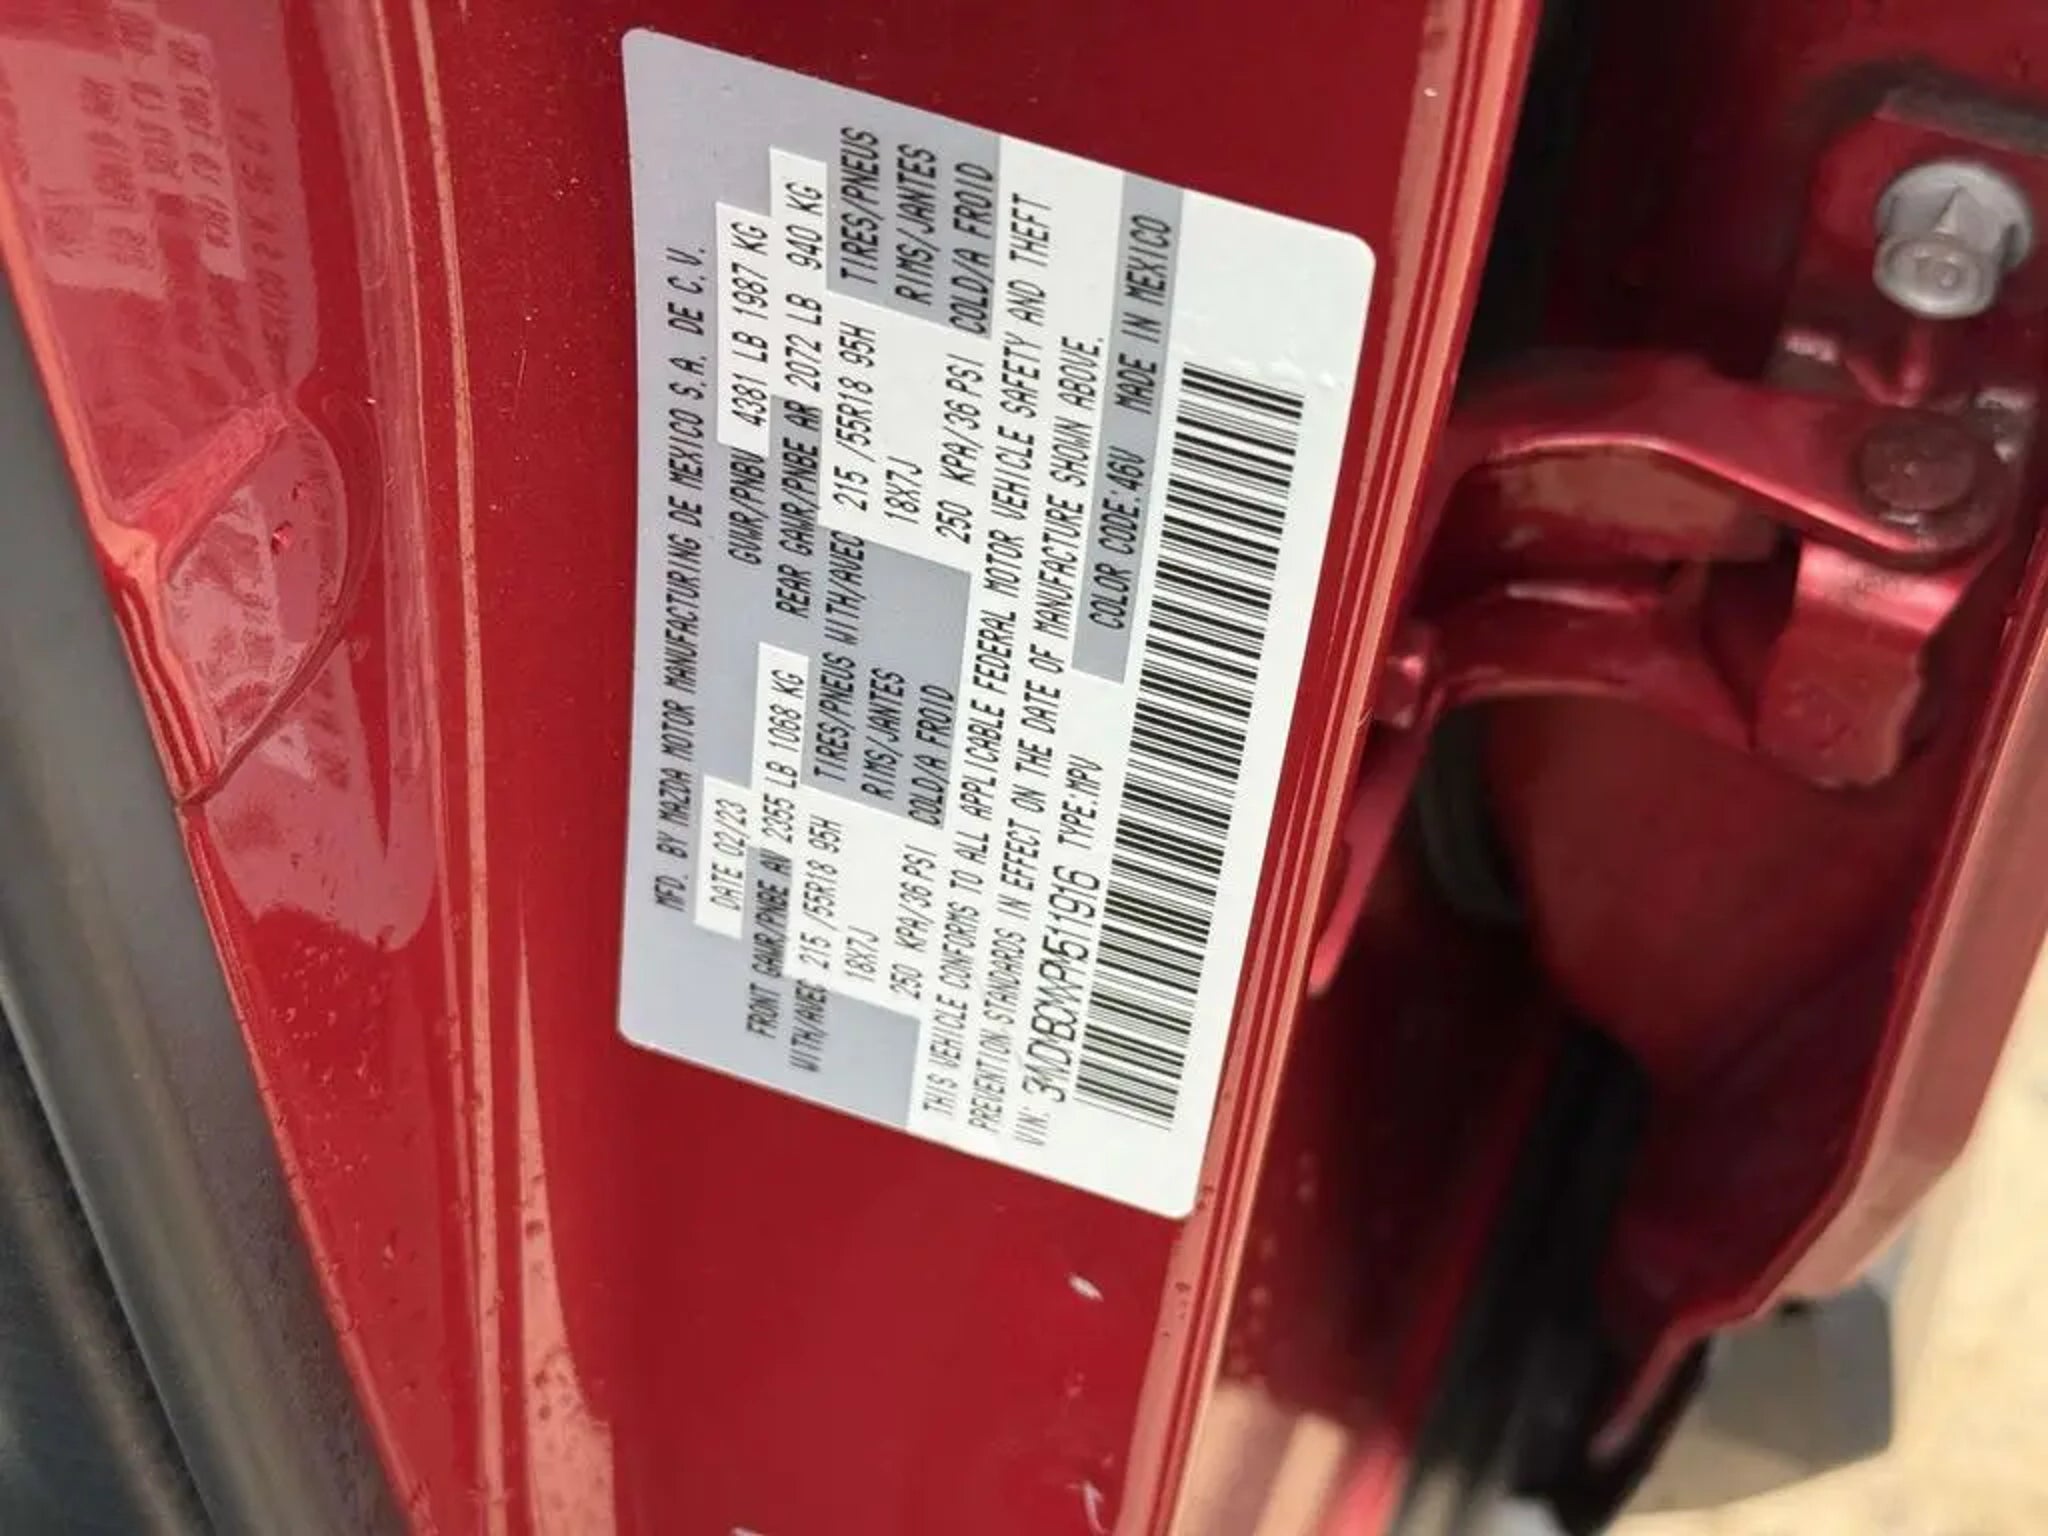 MFD. BY MAZDA MOTOR MANUFACTURING DE MEXICO S.A. DE C.V.
DATE 02/23 GVWR/PNBV 4381 LB 1987 KG
FRONT GAWR/PNBE AV 2355 LB 1068 KG REAR GAWR/PNBE AR 2072 LB 940 KG
WITH/AVEC 215 /55R18 95H TIRES/PNEUS WITH/AVEC 215 /55R18 95H TIRES/PNEUS
18X7J RIMS/JANTES 18X7J RIMS/JANTES
250 KPA/36 PSI COLD/A FROID 250 KPA/36 PSI COLD/A FROID
THIS VEHICLE CONFORMS TO ALL APPLICABLE FEDERAL MOTOR VEHICLE SAFETY AND THEFT
PREVENTION STANDARDS IN EFFECT ON THE DATE OF MANUFACTURE SHOWN ABOVE.
VIN: TYPE:MPV COLOR CODE:46V MADE IN MEXICO